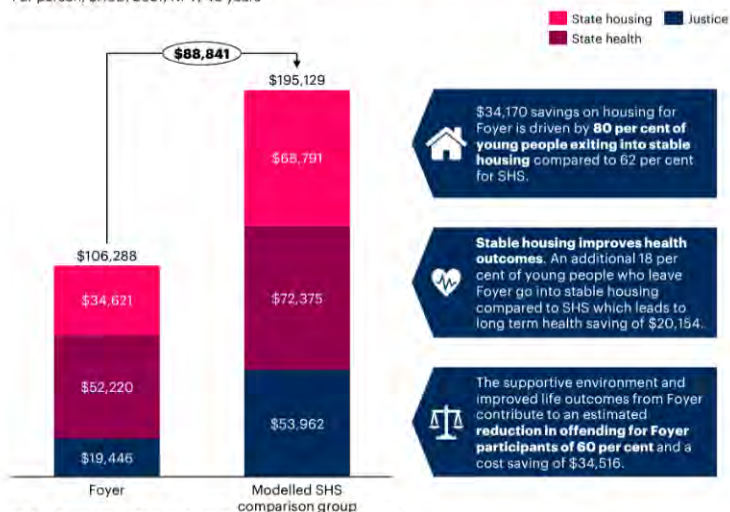 State housing
Justice
State health
$88,841
$195,129
$68,791
$106,288
$34,621
$72,375
$52,220
$53,962
$19,446
Foyer
Modelled SHS
comparison group
$34,170 savings on housing for
Foyer is driven by 80 per cent of
young people exiting into stable
housing compared to 62 per cent
for SHS.
Stable housing improves health
outcomes. An additional 18 per
cent of young people who leave
Foyer go into stable housing
compared to SHS which leads to
long term health saving of $20,154.
The supportive environment and
improved life outcomes from Foyer
contribute to an estimated
reduction in offending for Foyer
participants of 60 per cent and a
cost saving of $34,516.